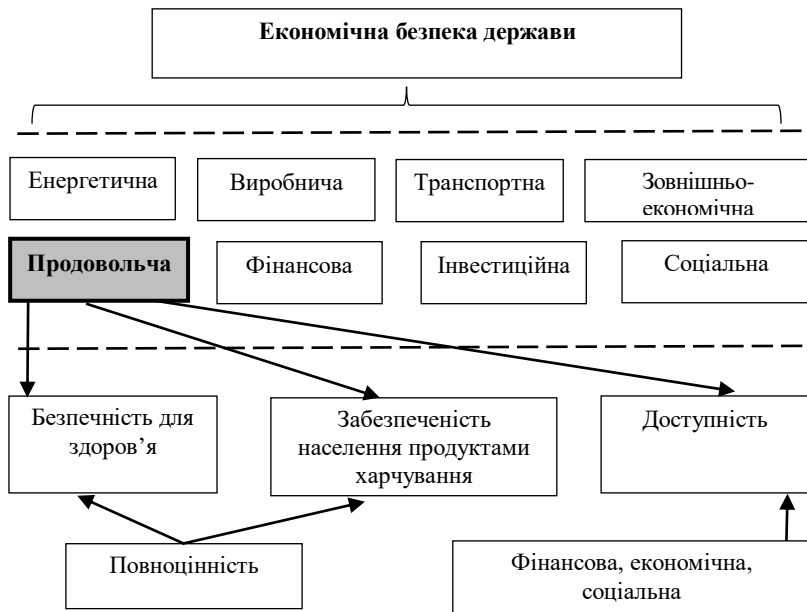 Економічна безпека держави
Енергетична
Виробнича
Транспортна
Зовнішньо-
економічна
Продовольча
Фінансова
Інвестиційна
Соціальна
Безпечність для
здоров’я
Забезпеченість
населення продуктами
харчування
Доступність
Повноцінність
Фінансова, економічна,
соціальна